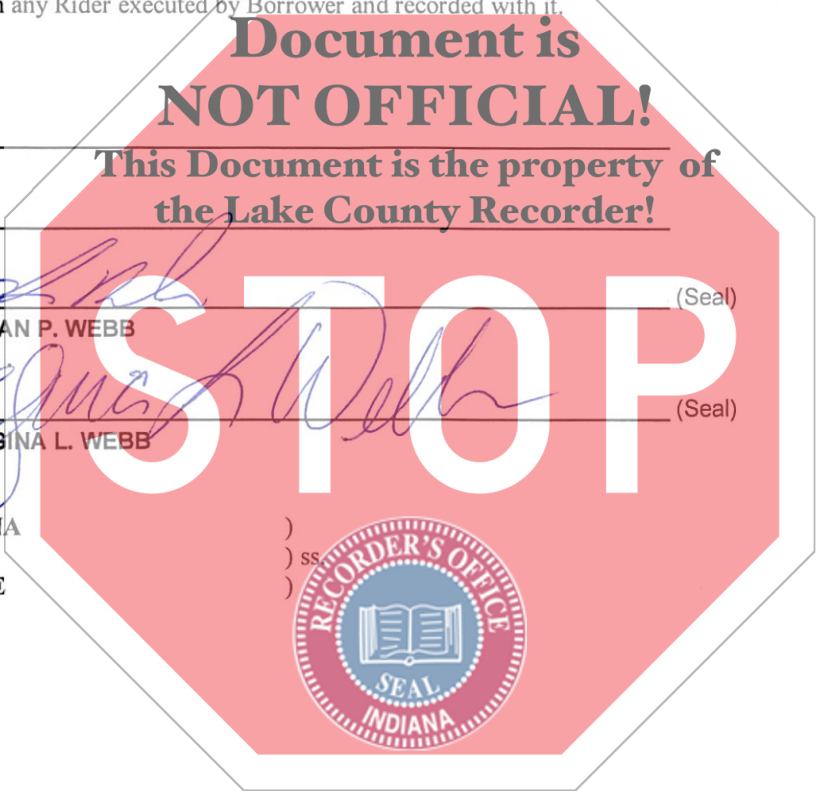 any Rider executed by Borrower and recorded with it.
Document is
NOT OFFICIAL!
This Document is the property of
the Lake County Recorder!
STOP
(Seal)
AN P. WEBB
(Seal)
GINA L. WEBB
A )
) ss.
E )
RECORDER'S OFFICE
SEAL
INDIANA